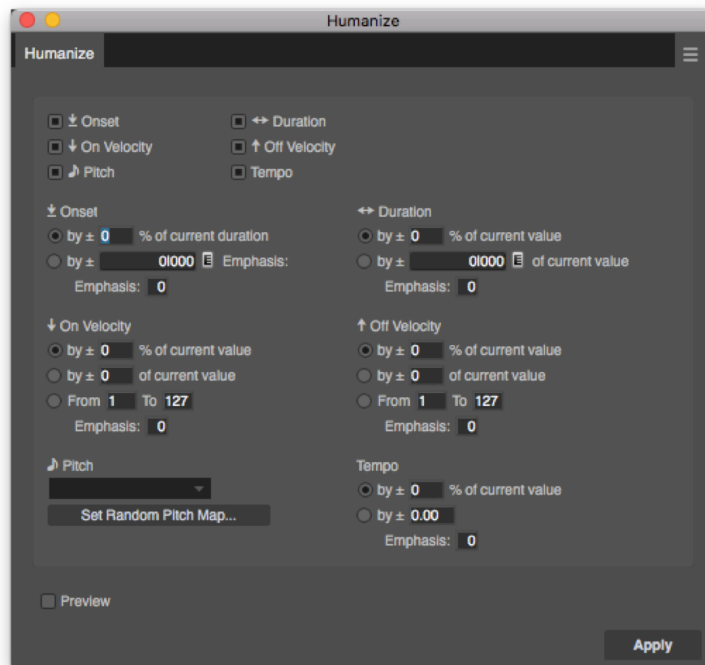 Humanize
Humanize
Onset
Duration
On Velocity
Off Velocity
Pitch
Tempo
Onset
by ± 0 % of current duration
by ± 0|000 Emphasis:
Emphasis: 0
Duration
by ± 0 % of current value
by ± 0|000 of current value
Emphasis: 0
On Velocity
by ± 0 % of current value
by ± 0 of current value
From 1 To 127
Emphasis: 0
Off Velocity
by ± 0 % of current value
by ± 0 of current value
From 1 To 127
Emphasis: 0
Pitch
Set Random Pitch Map...
Tempo
by ± 0 % of current value
by ± 0.00
Emphasis: 0
Preview
Apply